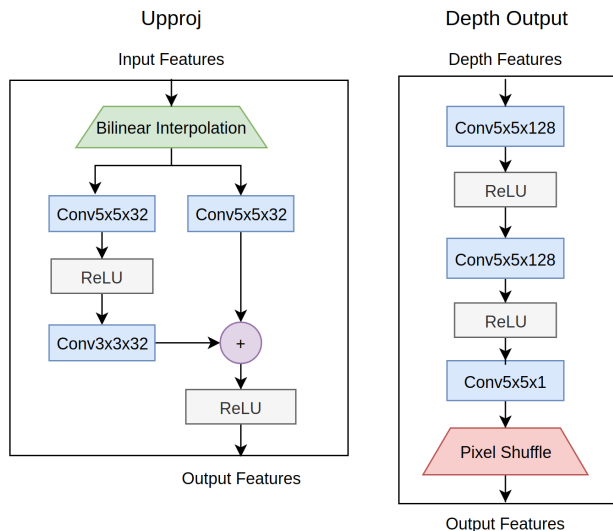 Upproj
Input Features
Bilinear Interpolation
Conv5x5x32
Conv5x5x32
ReLU
Conv3x3x32
+
ReLU
Output Features
Depth Output
Depth Features
Conv5x5x128
ReLU
Conv5x5x128
ReLU
Conv5x5x1
Pixel Shuffle
Output Features